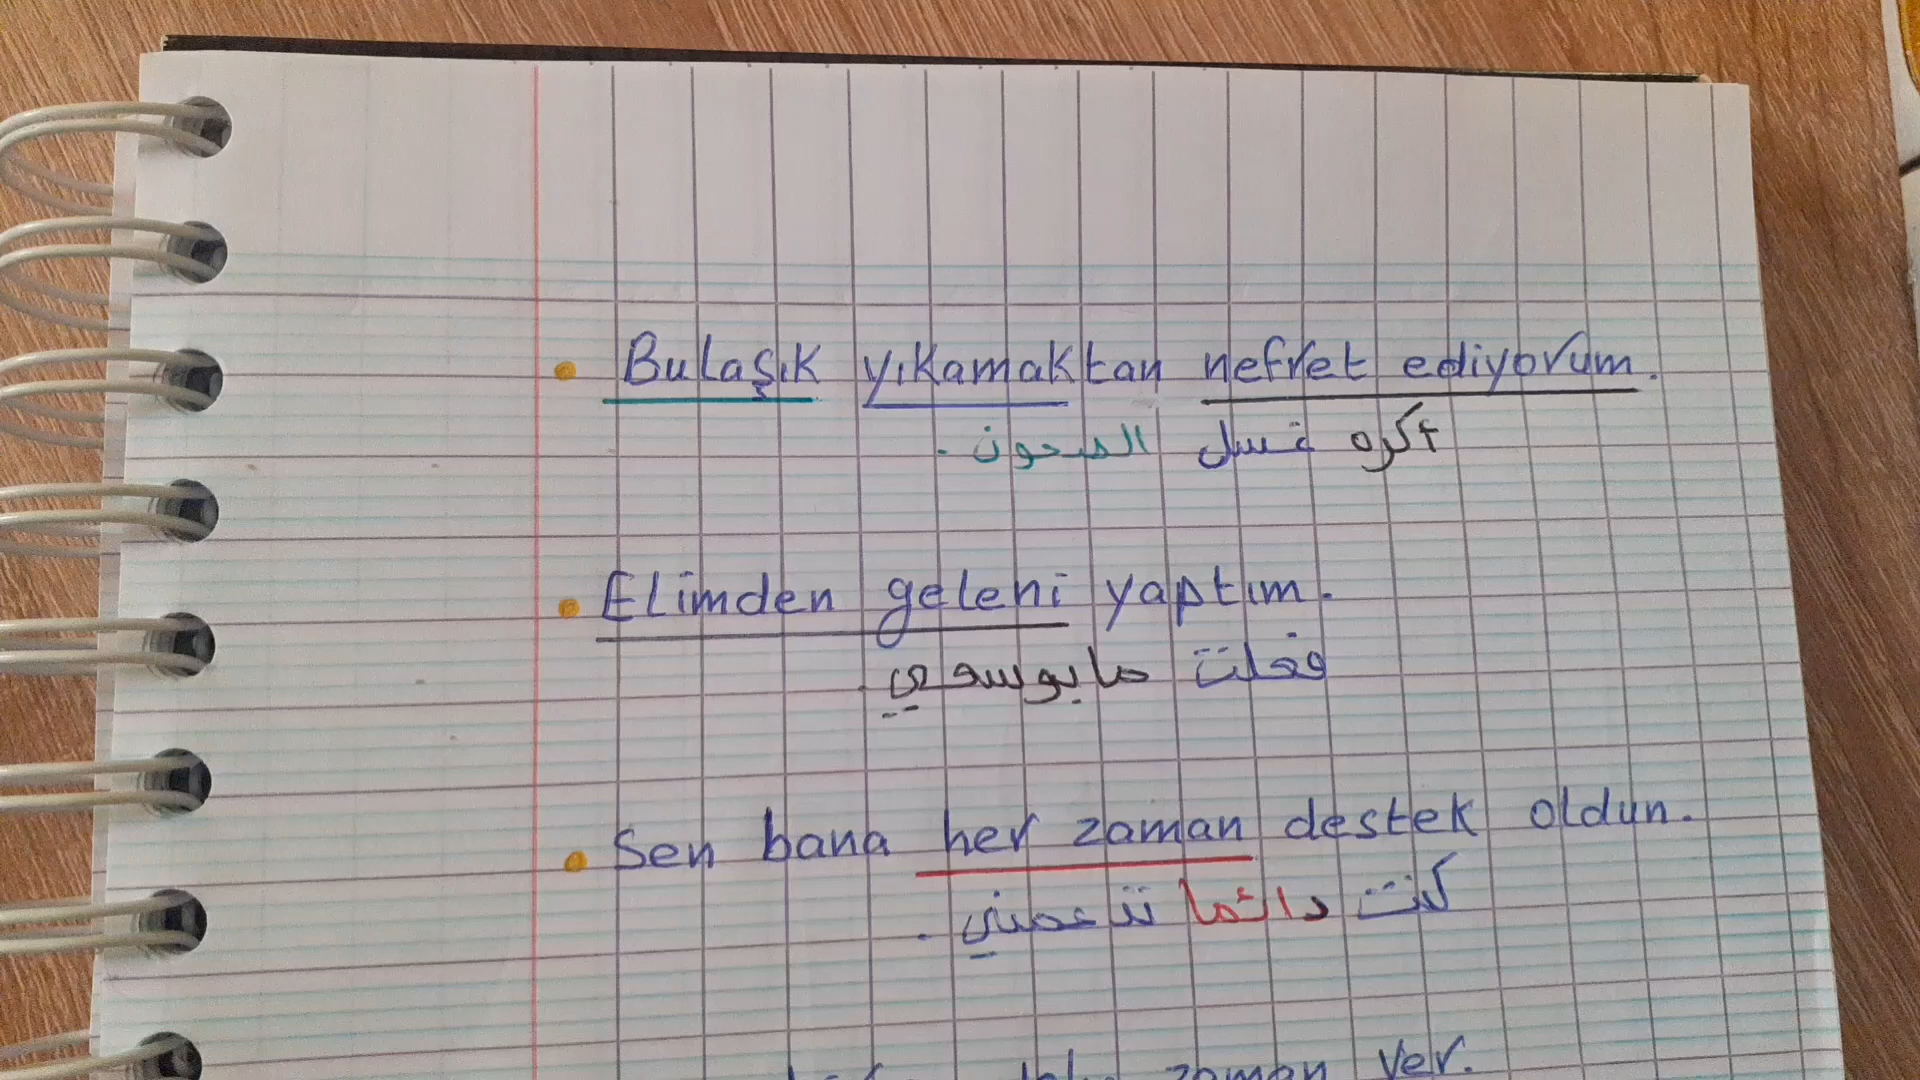 • Bulaşık yıkamaktan nefret ediyorum.
أكره غسل الصحون.
• Elimden geleni yaptım.
فعلت ما بوسعي.
• Sen bana her zaman destek oldun.
كنت دائما تدعمني.
zaman ver.